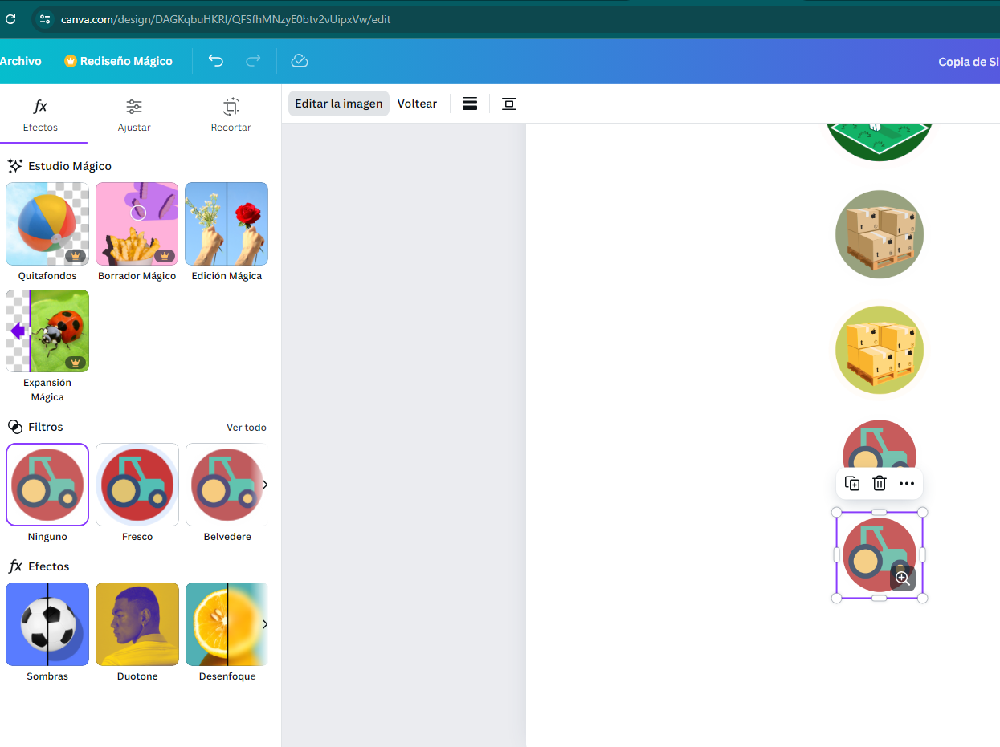 canva.com/design/DAGKqbuHKRI/QFSfhMNzyE0btv2vUipxVw/edit
Archivo
Rediseño Mágico
Copia de Si
Efectos
Ajustar
Recortar
Editar la imagen
Voltear
Estudio Mágico
Quitafondos
Borrador Mágico
Edición Mágica
Expansión
Mágica
Filtros
Ver todo
Ninguno
Fresco
Belvedere
fx Efectos
Sombras
Duotone
Desenfoque